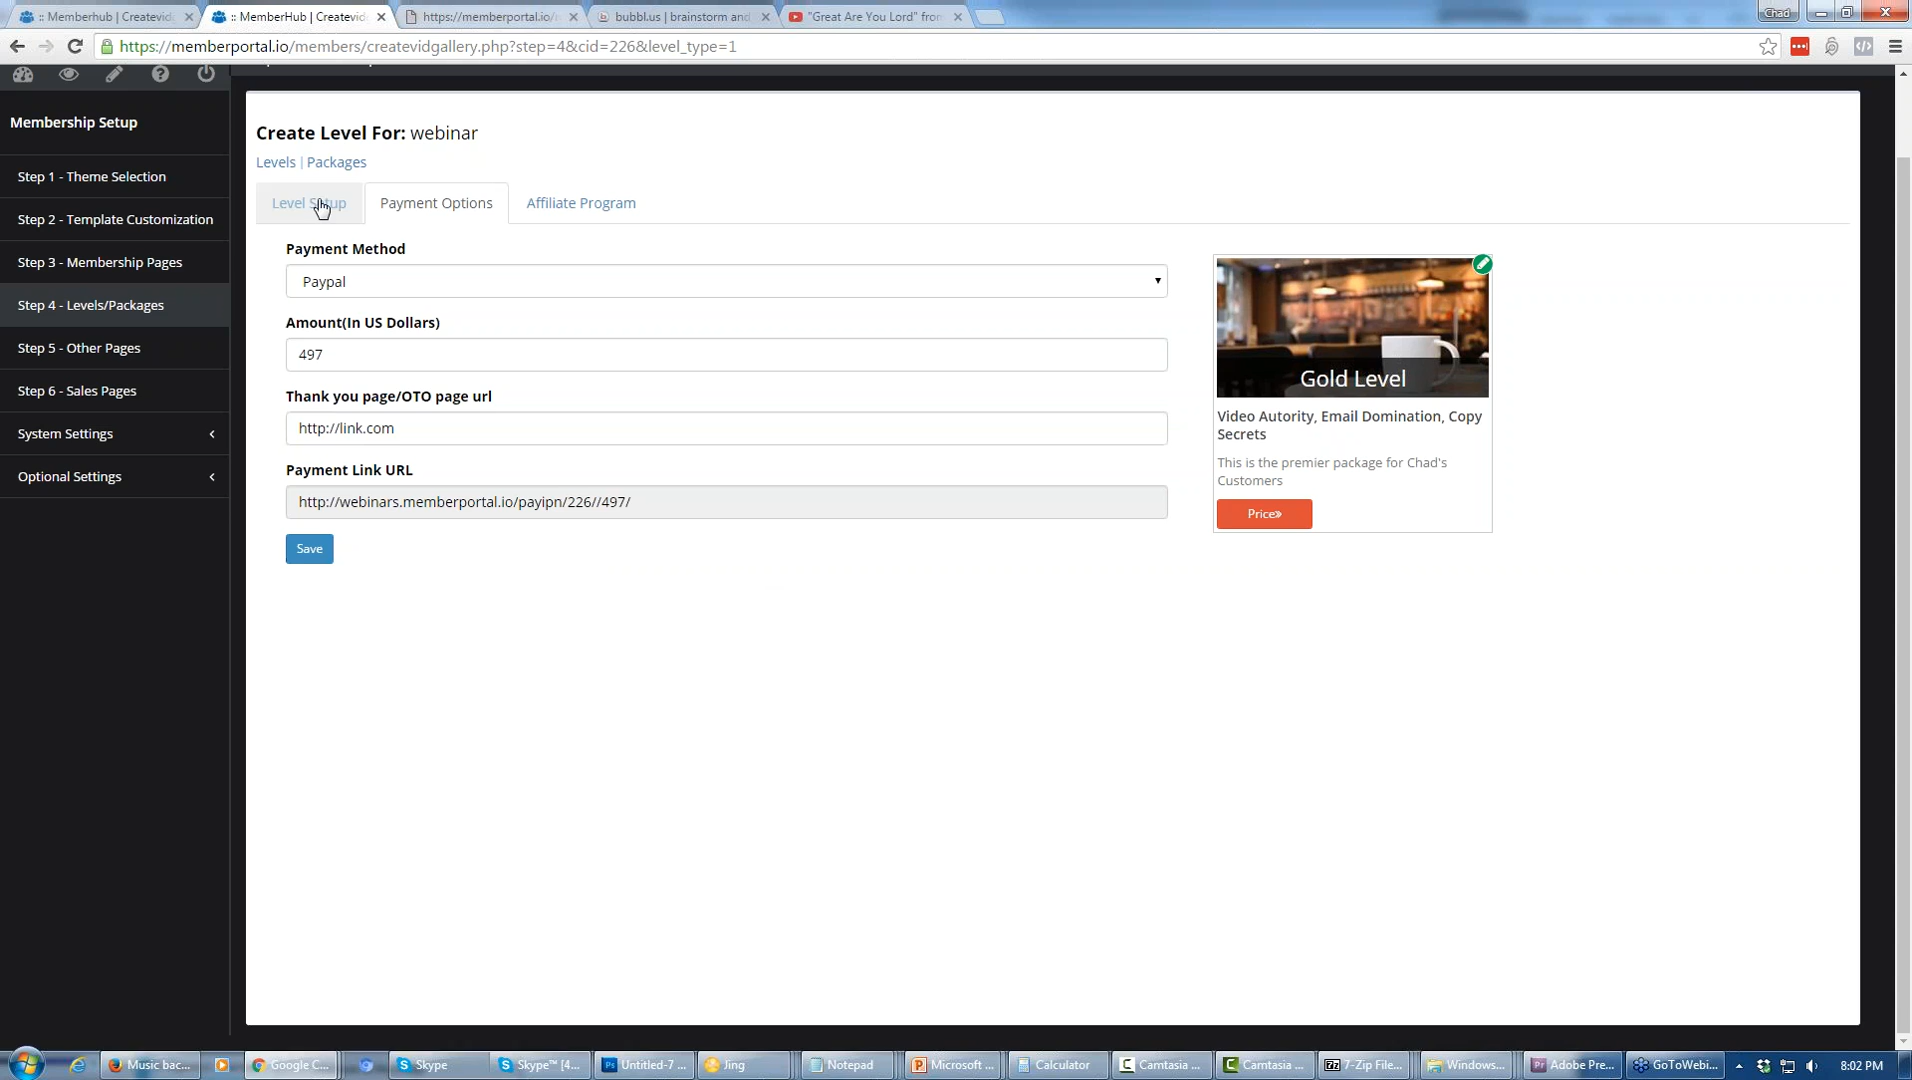 :: Memberhub | Createvid
:: MemberHub | Createvid
https://memberportal.io/
bubbl.us | brainstorm and
"Great Are You Lord" from
Chad
https://memberportal.io/members/createvidgallery.php?step=4&cid=226&level_type=1
Membership Setup
Step 1 - Theme Selection
Step 2 - Template Customization
Step 3 - Membership Pages
Step 4 - Levels/Packages
Step 5 - Other Pages
Step 6 - Sales Pages
System Settings
Optional Settings
Create Level For: webinar
Levels | Packages
Level Setup
Payment Options
Affiliate Program
Payment Method
Paypal
Amount(In US Dollars)
497
Thank you page/OTO page url
http://link.com
Payment Link URL
http://webinars.memberportal.io/payipn/226//497/
Save
Gold Level
Video Autority, Email Domination, Copy
Secrets
This is the premier package for Chad's
Customers
Price»
Music bac...
Google C...
Skype
Skype™ [4...
Untitled-7 ...
Jing
Notepad
Microsoft ...
Calculator
Camtasia ...
Camtasia ...
7-Zip File...
Windows...
Adobe Pre...
GoToWebi...
8:02 PM